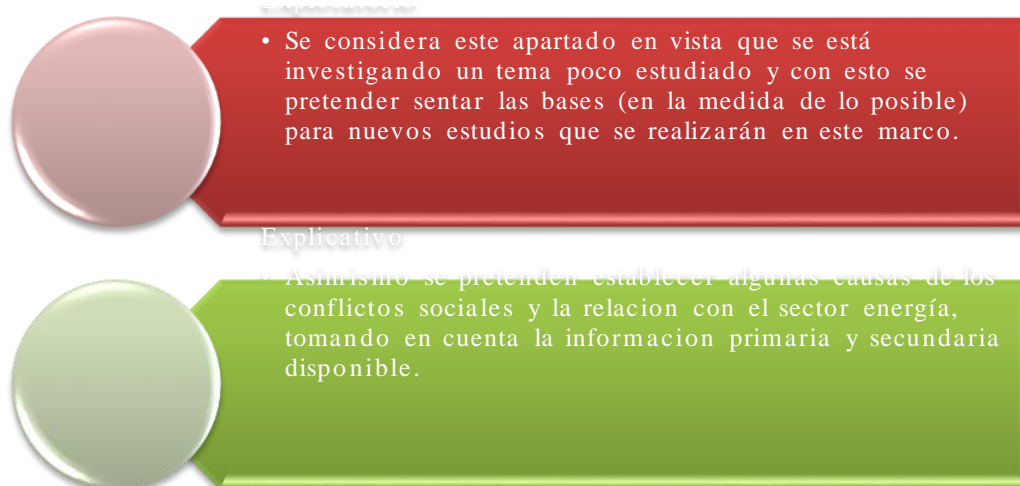 Exploratorio
• Se considera este apartado en vista que se está
investigando un tema poco estudiado y con esto se
pretender sentar las bases (en la medida de lo posible)
para nuevos estudios que se realizarán en este marco.
Explicativo
• Asimismo se pretenden establecer algunas causas de los
conflictos sociales y la relacion con el sector energía,
tomando en cuenta la informacion primaria y secundaria
disponible.